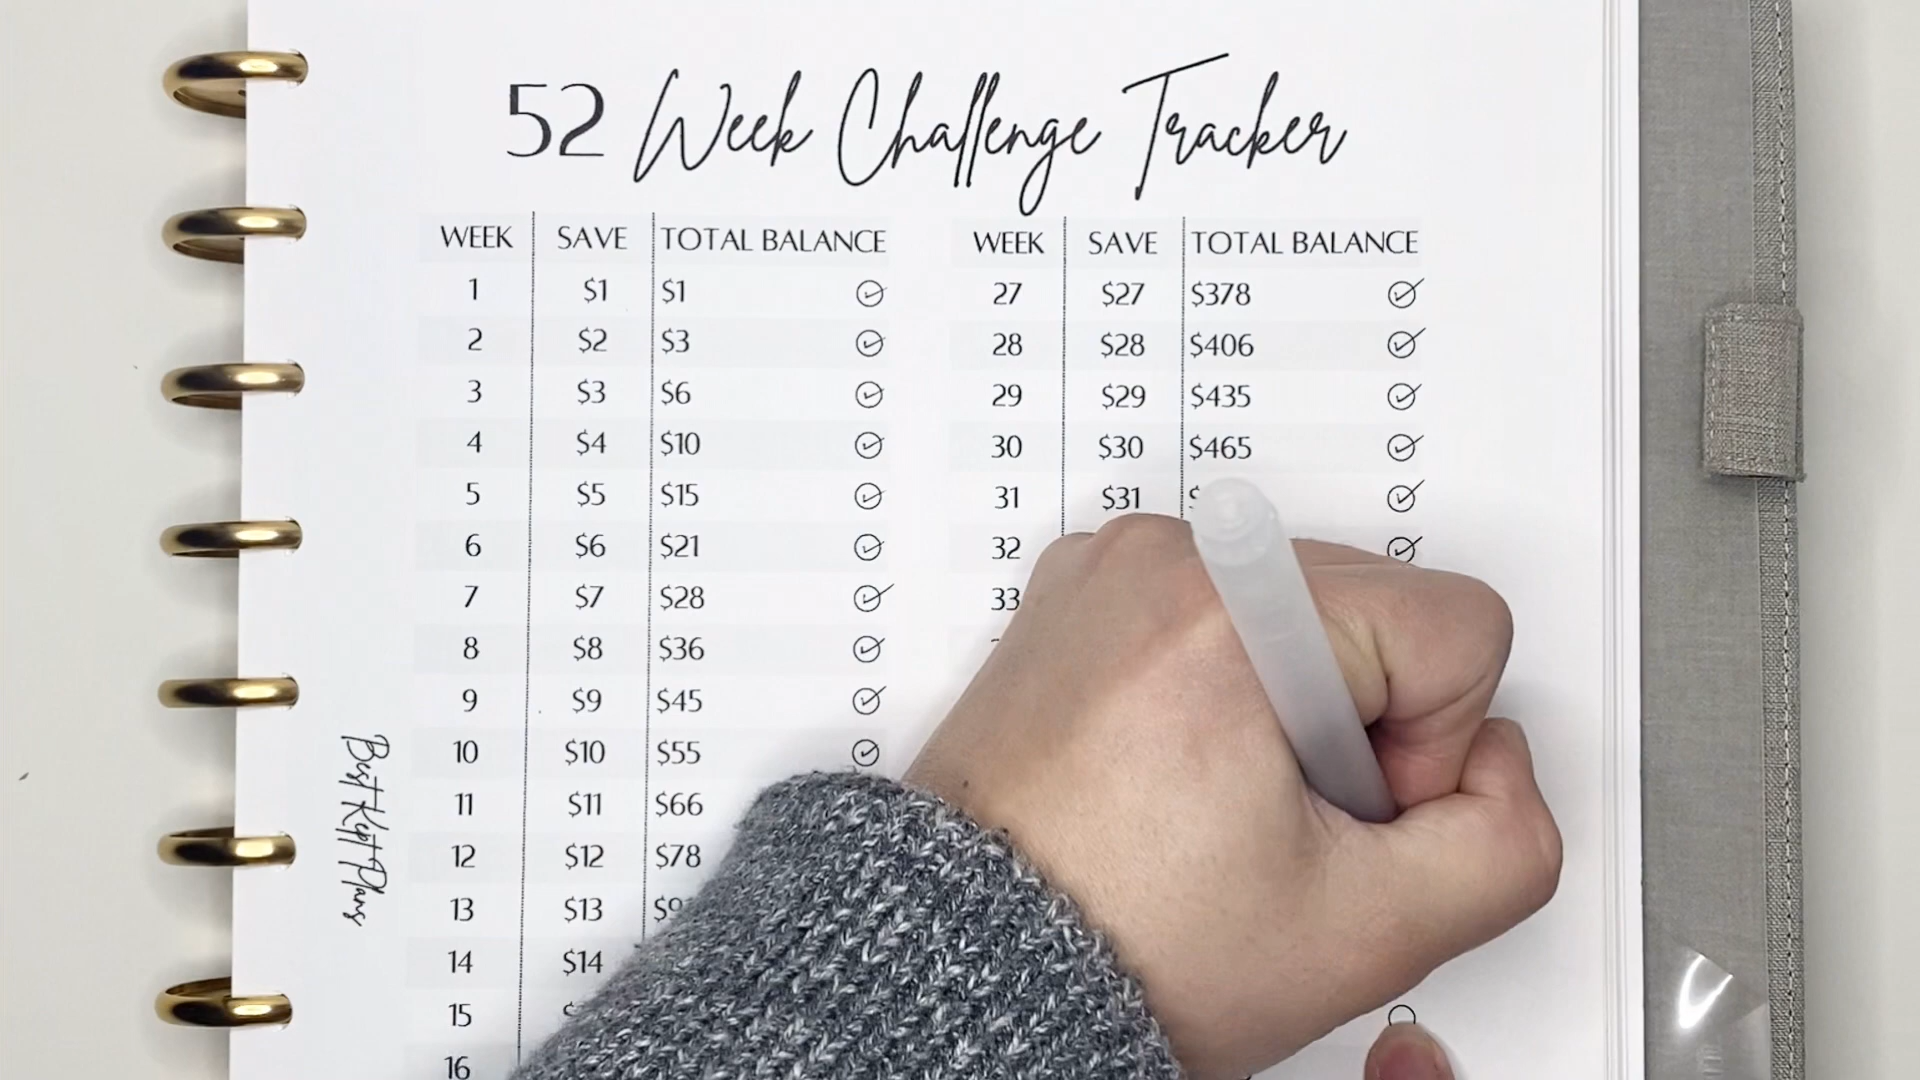 52 Week Challenge Tracker
WEEK SAVE TOTAL BALANCE
1 $1 $1
2 $2 $3
3 $3 $6
4 $4 $10
5 $5 $15
6 $6 $21
7 $7 $28
8 $8 $36
9 $9 $45
10 $10 $55
11 $11 $66
12 $12 $78
13 $13
14 $14
15
16
WEEK SAVE TOTAL BALANCE
27 $27 $378
28 $28 $406
29 $29 $435
30 $30 $465
31 $31
32
33
Best Kept Plans